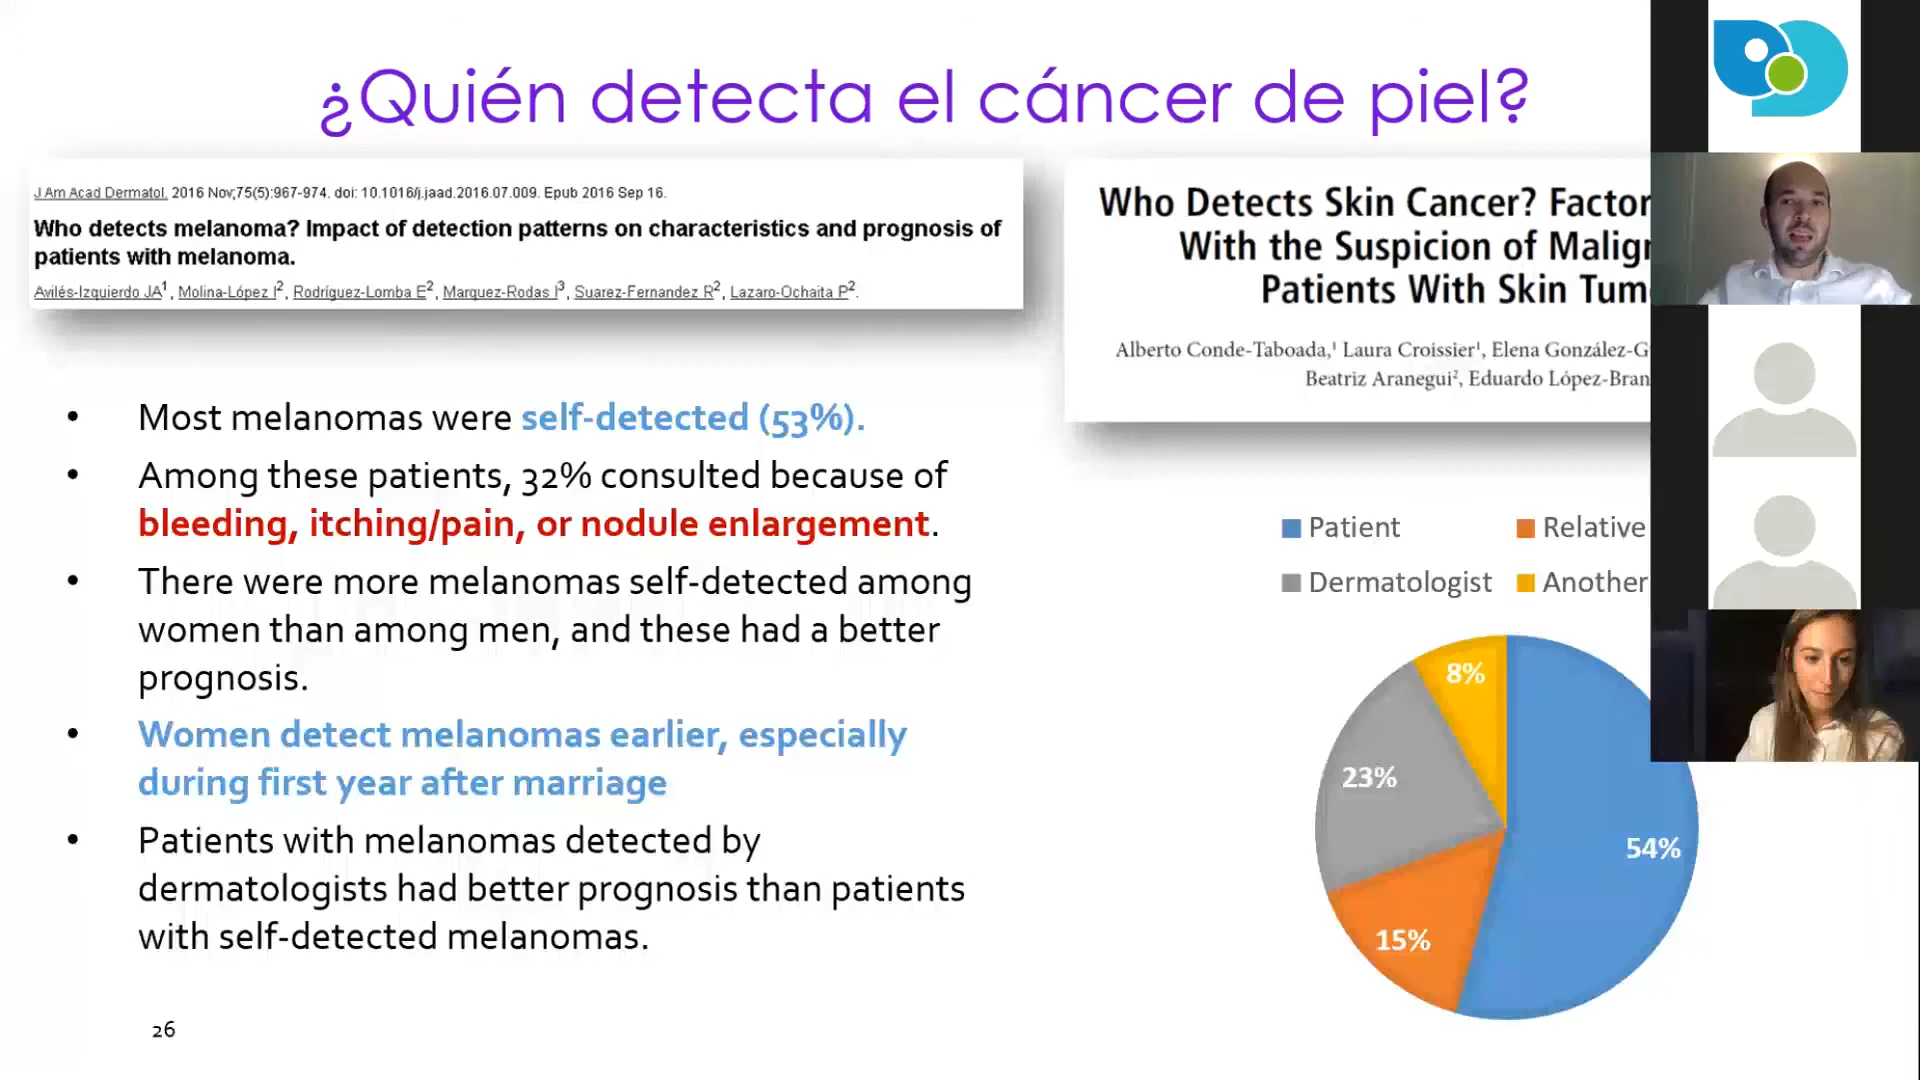 ¿Quién detecta el cáncer de piel?
J Am Acad Dermatol. 2016 Nov;75(5):967-974. doi: 10.1016/j.jaad.2016.07.009. Epub 2016 Sep 16.
Who detects melanoma? Impact of detection patterns on characteristics and prognosis of
patients with melanoma.
Avilés-Izquierdo JA1, Molina-López I2, Rodríguez-Lomba E2, Marquez-Rodas I3, Suarez-Fernandez R2, Lazaro-Ochaita P2.
Who Detects Skin Cancer? Factor
With the Suspicion of Malign
Patients With Skin Tum
Alberto Conde-Taboada,1 Laura Croissier1, Elena González-G
Beatriz Aranegui2, Eduardo López-Bran
• Most melanomas were self-detected (53%).
• Among these patients, 32% consulted because of
bleeding, itching/pain, or nodule enlargement.
• There were more melanomas self-detected among
women than among men, and these had a better
prognosis.
• Women detect melanomas earlier, especially
during first year after marriage
• Patients with melanomas detected by
dermatologists had better prognosis than patients
with self-detected melanomas.
26
Patient Relative
Dermatologist Another
8%
23%
54%
15%